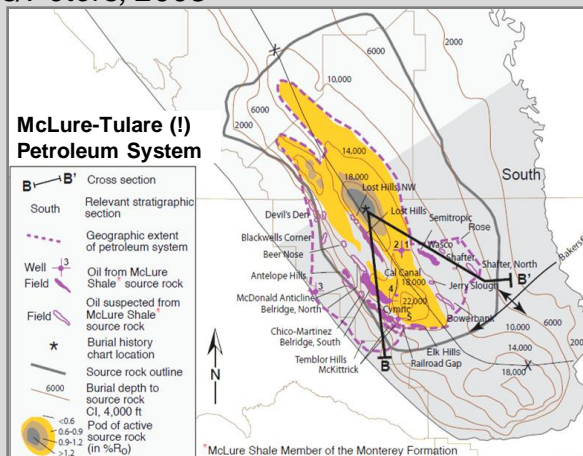 McLure-Tulare (!)
Petroleum System
B B' Cross section
South Relevant stratigraphic
section
Geographic extent
of petroleum system
Well 3 Oil from McLure
Field Shale* source rock
Field Oil suspected from
McLure Shale*
source rock
* Burial history
chart location
Source rock outline
6000 Burial depth to
source rock
CI, 4,000 ft
<0.6
0.6-0.9
0.9-1.2
>1.2
Pod of active
source rock
(in %Ro)
6000
2000
10,000
6000
2000
14,000
18,000
South
Lost Hills, NW
Lost Hills
Devil's Den
Semitropic
Rose
Blackwells Corner
2 1
Wasco
Beer Nose
Shafter
Shafter, North
Antelope Hills
Cal Canal
18,000
B'
McDonald Anticline
3
4
Jerry Slough
Belridge, North
22,000
Cymric
5
Bowerbank
Chico-Martinez
Belridge, South
10,000
6000
2000
Temblor Hills
McKittrick
Elk Hills
14,000
Railroad Gap
B
18,000
X
N
*McLure Shale Member of the Monterey Formation